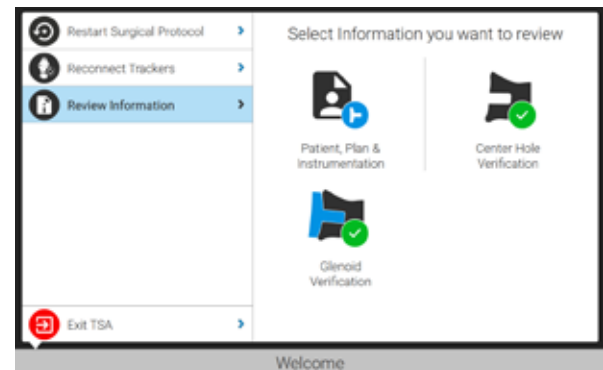 Restart Surgical Protocol
Reconnect Trackers
Review Information
Exit TSA
Select Information you want to review
Patient, Plan &
Instrumentation
Center Hole
Verification
Glenoid
Verification
Welcome